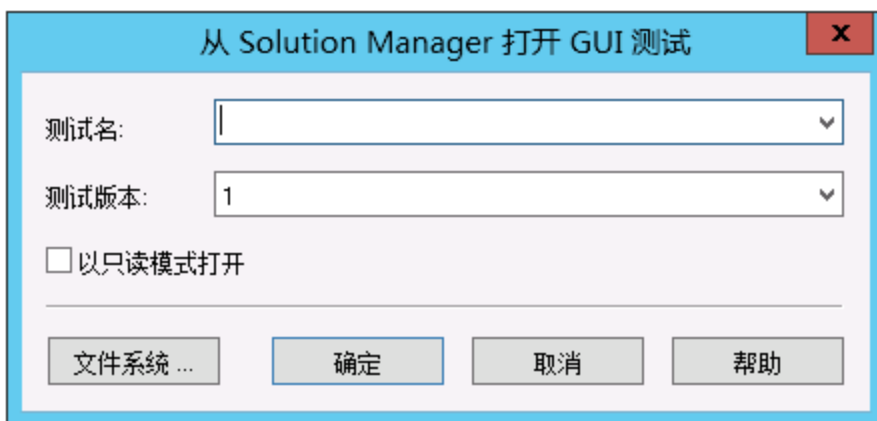 从 Solution Manager 打开 GUI 测试
x
测试名:
测试版本: 1
以只读模式打开
文件系统 ... 确定 取消 帮助